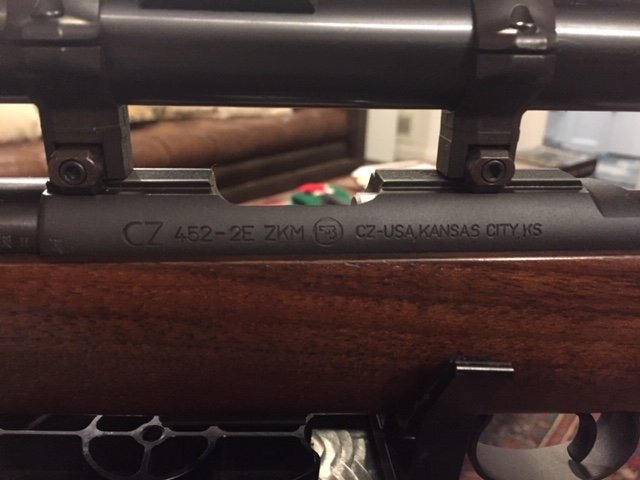 CZ 452-2E ZKM CZ-USA, KANSAS CITY, KS